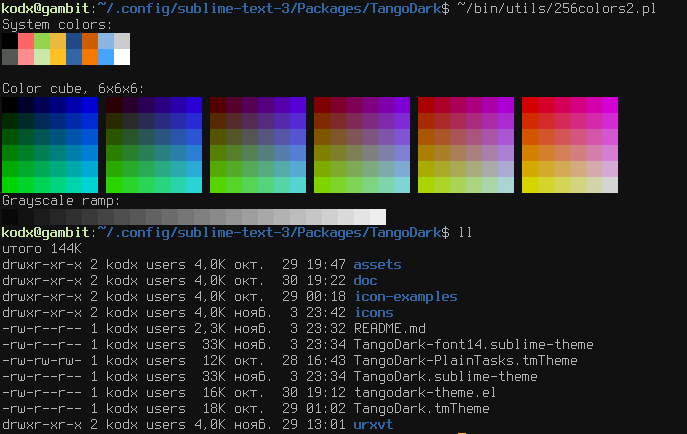 kodx@gambit:~/.config/sublime-text-3/Packages/TangoDark$ ~/bin/utils/256colors2.pl
System colors:
Color cube, 6x6x6:
Grayscale ramp:
kodx@gambit:~/.config/sublime-text-3/Packages/TangoDark$ ll
итого 144K
drwxr-xr-x 2 kodx users 4,0K окт.  29 19:47 assets
drwxr-xr-x 2 kodx users 4,0K окт.  30 19:22 doc
drwxr-xr-x 2 kodx users 4,0K окт.  29 00:18 icon-examples
drwxr-xr-x 2 kodx users 4,0K нояб.  3 23:42 icons
-rw-r--r-- 1 kodx users 2,3K нояб.  3 23:32 README.md
-rw-r--r-- 1 kodx users  33K нояб.  3 23:34 TangoDark-font14.sublime-theme
-rw-rw-rw- 1 kodx users  12K окт.  28 16:43 TangoDark-PlainTasks.tmTheme
-rw-r--r-- 1 kodx users  33K нояб.  3 23:34 TangoDark.sublime-theme
-rw-r--r-- 1 kodx users  16K окт.  30 19:12 tangodark-theme.el
-rw-r--r-- 1 kodx users  18K окт.  29 01:02 TangoDark.tmTheme
drwxr-xr-x 2 kodx users 4,0K окт.  29 13:01 urxvt